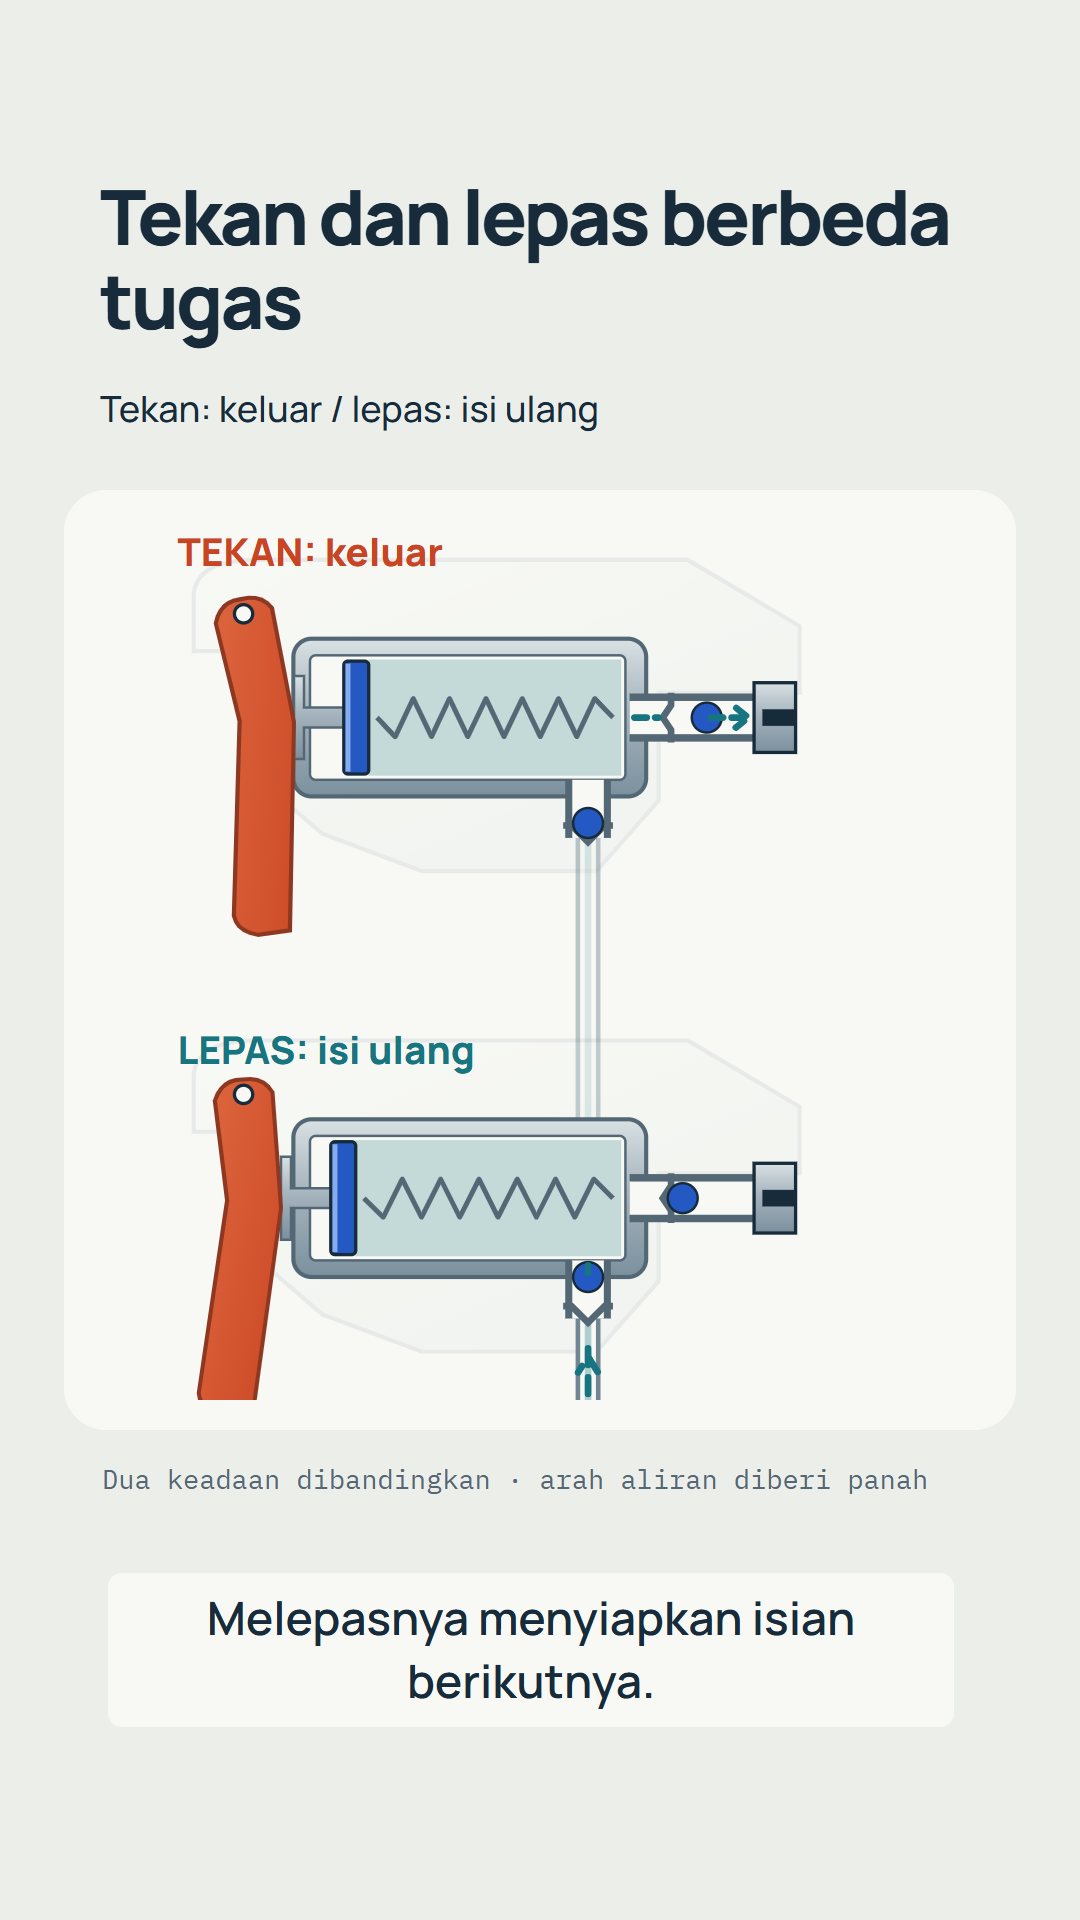 Tekan dan lepas berbeda
tugas
Tekan: keluar / lepas: isi ulang
TEKAN: keluar
LEPAS: isi ulang
Dua keadaan dibandingkan · arah aliran diberi panah
Melepasnya menyiapkan isian
berikutnya.